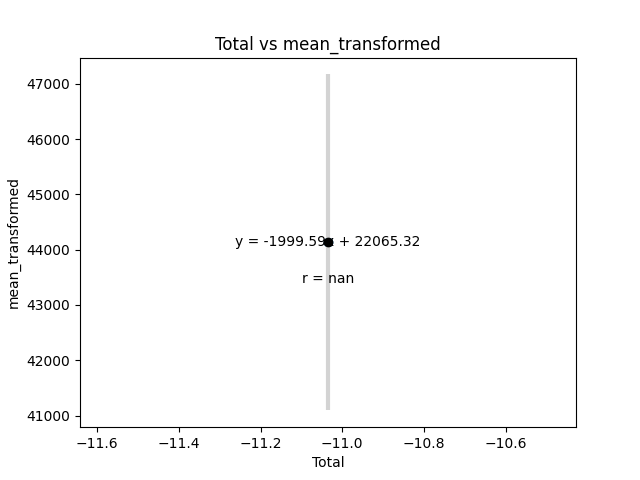 Total vs mean_transformed
47000
46000
45000
44000
43000
42000
41000
mean_transformed
y = -1999.59x + 22065.32
r = nan
−11.6 −11.4 −11.2 −11.0 −10.8 −10.6
Total